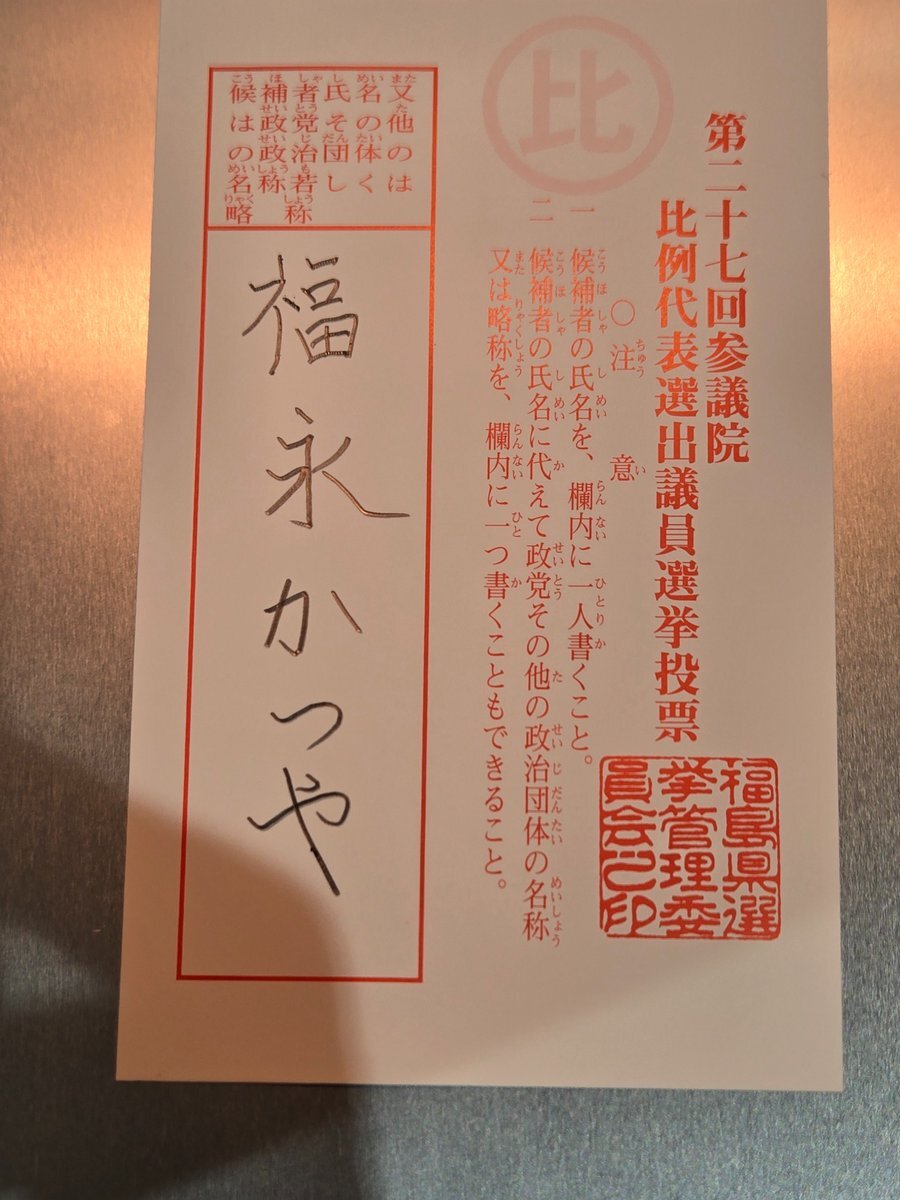 比
第二十七回参議院
比例代表選出議員選挙投票
〇注意
一 候補者の氏名を、欄内に一人書くこと。
二 候補者の氏名に代えて政党その他の政治団体の名称
又は略称を、欄内に一つ書くこともできること。
福島県選
挙管理委
員会之印
候補者氏名又
は政党その他
の政治団体の
名称若しくは
略称
福永かつや